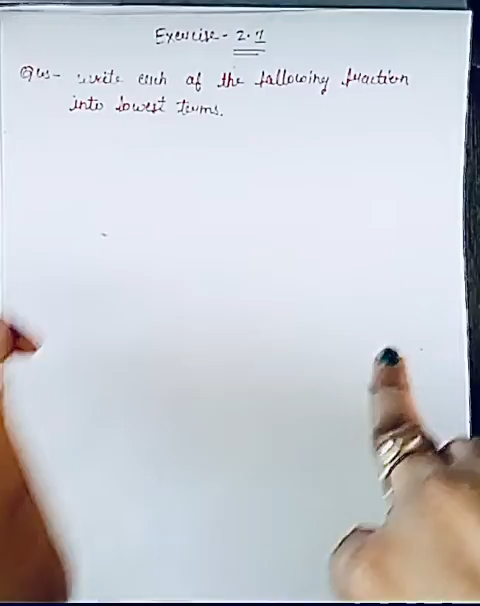 Exercise - 2.1
Qus - write each of the following fraction
into lowest terms.